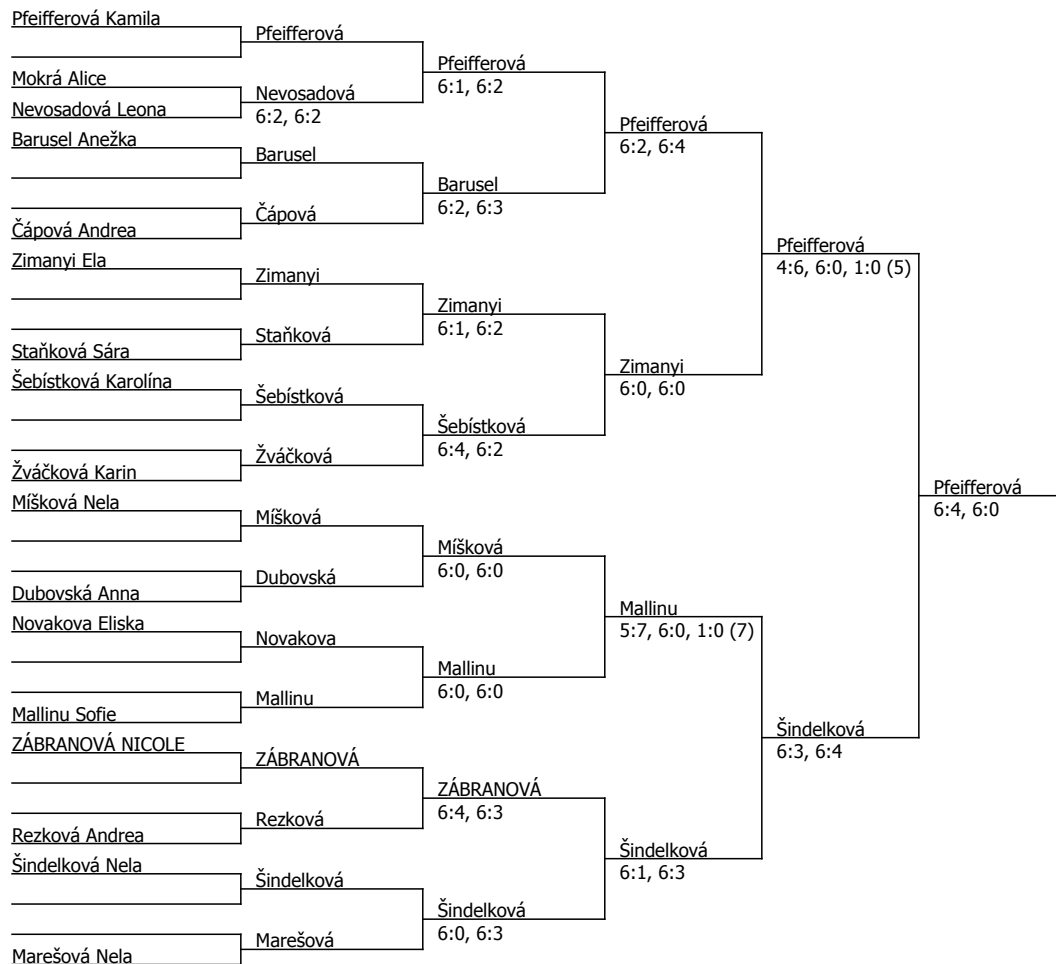 Pfeifferová Kamila
Mokrá Alice
Nevosadová Leona
Barusel Anežka
Čápová Andrea
Zimanyi Ela
Staňková Sára
Šebístková Karolína
Žváčková Karin
Míšková Nela
Dubovská Anna
Novakova Eliska
Mallinu Sofie
ZÁBRANOVÁ NICOLE
Rezková Andrea
Šindelková Nela
Marešová Nela
Pfeifferová
Nevosadová
6:2, 6:2
Barusel
Čápová
Zimanyi
Staňková
Šebístková
Žváčková
Míšková
Dubovská
Novakova
Mallinu
ZÁBRANOVÁ
Rezková
Šindelková
Marešová
Pfeifferová
6:1, 6:2
Barusel
6:2, 6:3
Zimanyi
6:1, 6:2
Šebístková
6:4, 6:2
Míšková
6:0, 6:0
Mallinu
6:0, 6:0
ZÁBRANOVÁ
6:4, 6:3
Šindelková
6:0, 6:3
Pfeifferová
6:2, 6:4
Zimanyi
6:0, 6:0
Mallinu
5:7, 6:0, 1:0 (7)
Šindelková
6:1, 6:3
Pfeifferová
4:6, 6:0, 1:0 (5)
Šindelková
6:3, 6:4
Pfeifferová
6:4, 6:0